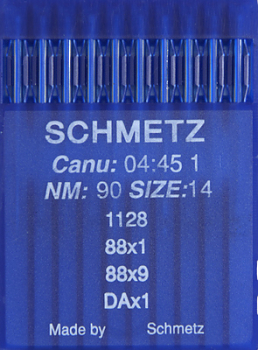 SCHMETZ
Canu: 04:45 1
NM: 90 SIZE:14
1128
88x1
88x9
DAx1
Made by Schmetz